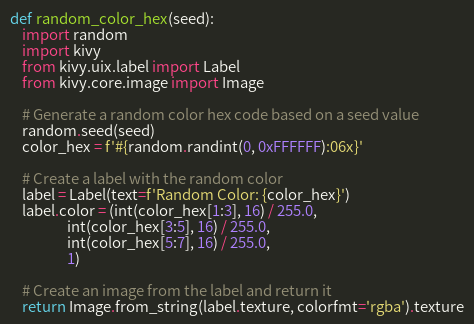 def random_color_hex(seed):
    import random
    import kivy
    from kivy.uix.label import Label
    from kivy.core.image import Image

    # Generate a random color hex code based on a seed value
    random.seed(seed)
    color_hex = f'#{random.randint(0, 0xFFFFFF):06x}'

    # Create a label with the random color
    label = Label(text=f'Random Color: {color_hex}')
    label.color = (int(color_hex[1:3], 16) / 255.0,
                   int(color_hex[3:5], 16) / 255.0,
                   int(color_hex[5:7], 16) / 255.0,
                   1)

    # Create an image from the label and return it
    return Image.from_string(label.texture, colorfmt='rgba').texture